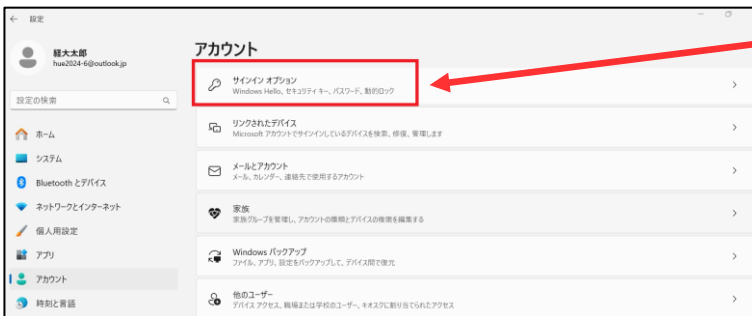 設定
経大太郎
hue2024-6@outlook.jp
設定の検索
ホーム
システム
Bluetooth とデバイス
ネットワークとインターネット
個人用設定
アプリ
アカウント
時刻と言語
アカウント
サインイン オプション
Windows Hello、セキュリティ キー、パスワード、動的ロック
リンクされたデバイス
Microsoft アカウントでサインインしているデバイスを検索、修復、管理します
メールとアカウント
メール、カレンダー、連絡先で使用するアカウント
家族
家族グループを管理し、アカウントの種類とデバイスの権限を編集する
Windows バックアップ
ファイル、アプリ、設定をバックアップして、デバイス間で復元
他のユーザー
デバイス アクセス、職場または学校のユーザー、キオスクに割り当てられたアクセス